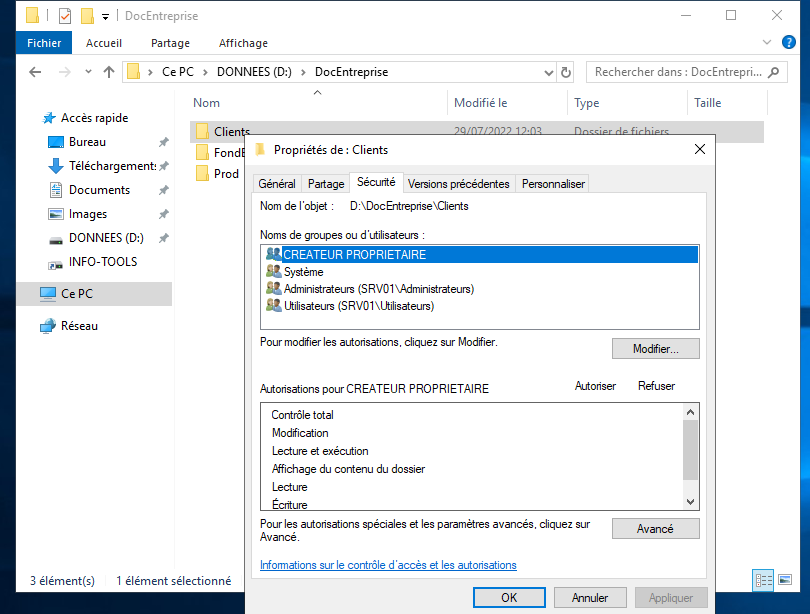 DocEntreprise
Fichier Accueil Partage Affichage
Ce PC DONNEES (D:) DocEntreprise
Rechercher dans : DocEntrepri...
Nom Modifié le Type Taille
Accès rapide
Bureau
Téléchargements
Documents
Images
DONNEES (D:)
INFO-TOOLS
Ce PC
Réseau
Clients 29/07/2022 12:03 Dossier de fichiers
Prod
Propriétés de : Clients
Général Partage Sécurité Versions précédentes Personnaliser
Nom de l'objet : D:\DocEntreprise\Clients
Noms de groupes ou d'utilisateurs :
CREATEUR PROPRIETAIRE
Système
Administrateurs (SRV01\Administrateurs)
Utilisateurs (SRV01\Utilisateurs)
Pour modifier les autorisations, cliquez sur Modifier.
Modifier...
Autorisations pour CREATEUR PROPRIETAIRE Autoriser Refuser
Contrôle total
Modification
Lecture et exécution
Affichage du contenu du dossier
Lecture
Écriture
Pour les autorisations spéciales et les paramètres avancés, cliquez sur
Avancé.
Avancé
Informations sur le contrôle d'accès et les autorisations
OK Annuler Appliquer
3 élément(s) 1 élément sélectionné